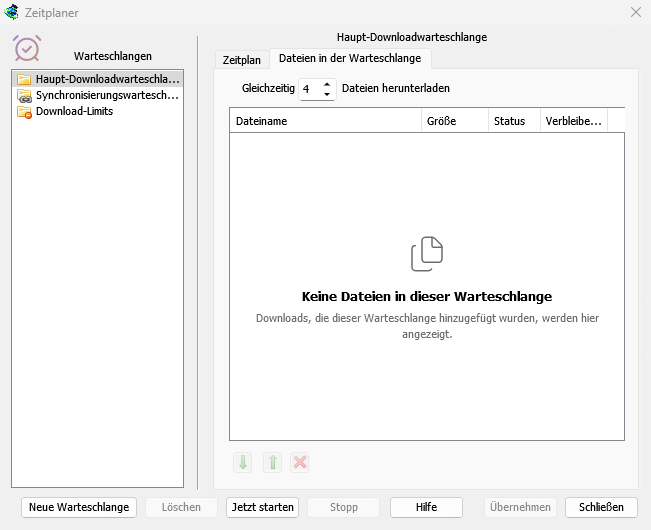 Zeitplaner
Warteschlangen
Haupt-Downloadwarteschla...
Synchronisierungswartesch...
Download-Limits
Haupt-Downloadwarteschlange
Zeitplan
Dateien in der Warteschlange
Gleichzeitig 4 Dateien herunterladen
Dateiname Größe Status Verbleibe...
Keine Dateien in dieser Warteschlange
Downloads, die dieser Warteschlange hinzugefügt wurden, werden hier
angezeigt.
Neue Warteschlange Löschen Jetzt starten Stopp Hilfe Übernehmen Schließen